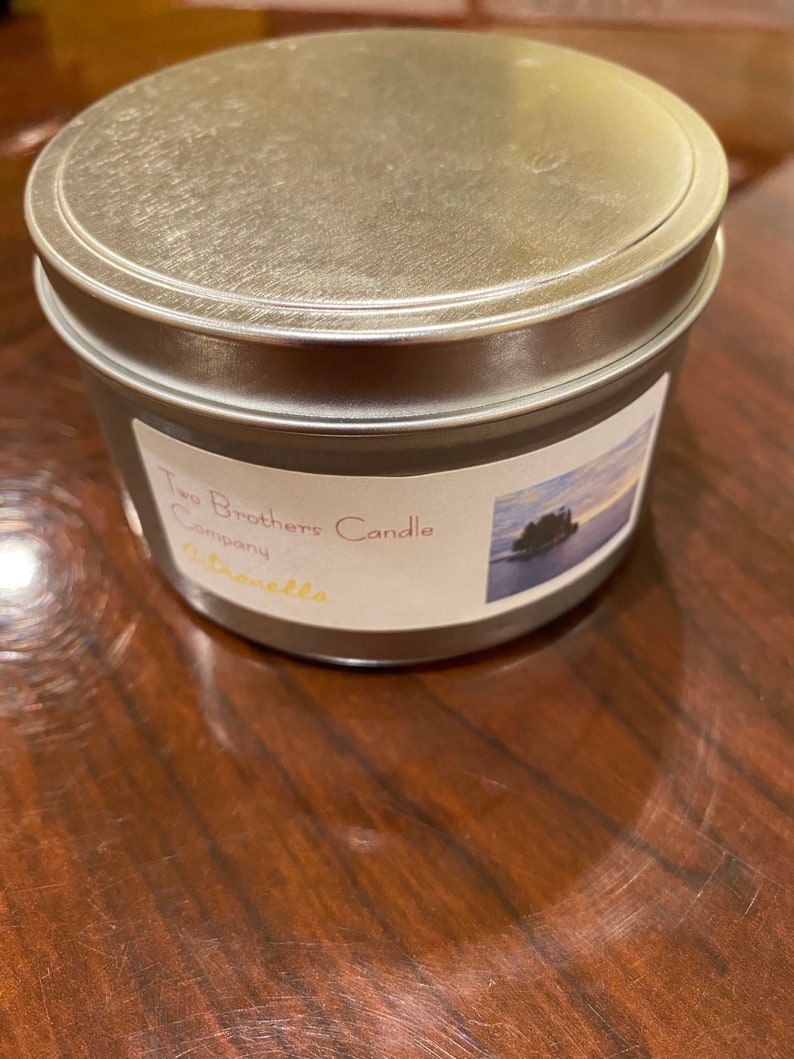 Two Brothers Candle
Company
Citronella